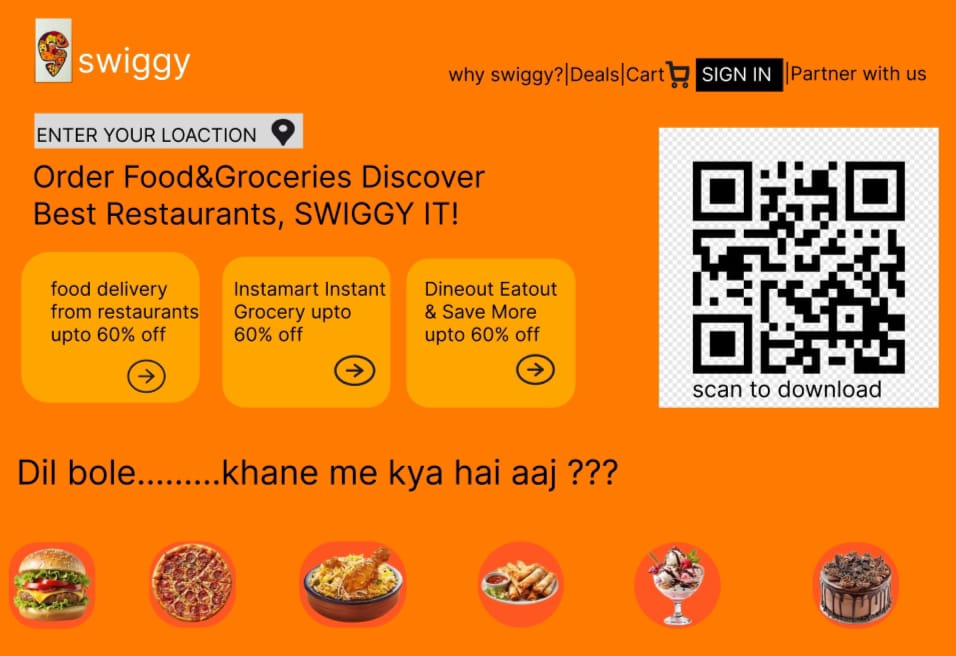 swiggy
why swiggy?|Deals|Cart SIGN IN |Partner with us
ENTER YOUR LOACTION
Order Food&Groceries Discover
Best Restaurants, SWIGGY IT!
food delivery
from restaurants
upto 60% off
Instamart Instant
Grocery upto
60% off
Dineout Eatout
& Save More
upto 60% off
scan to download
Dil bole.........khane me kya hai aaj ???